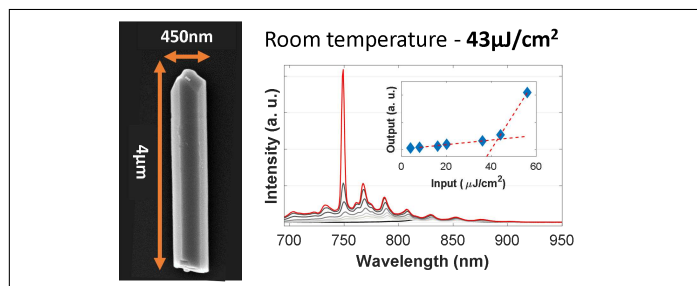 450nm
4μm
Room temperature - 43μJ/cm²
Intensity (a. u.)
Output (a. u.)
0 20 40 60
Input ( μJ/cm²)
700 750 800 850 900 950
Wavelength (nm)